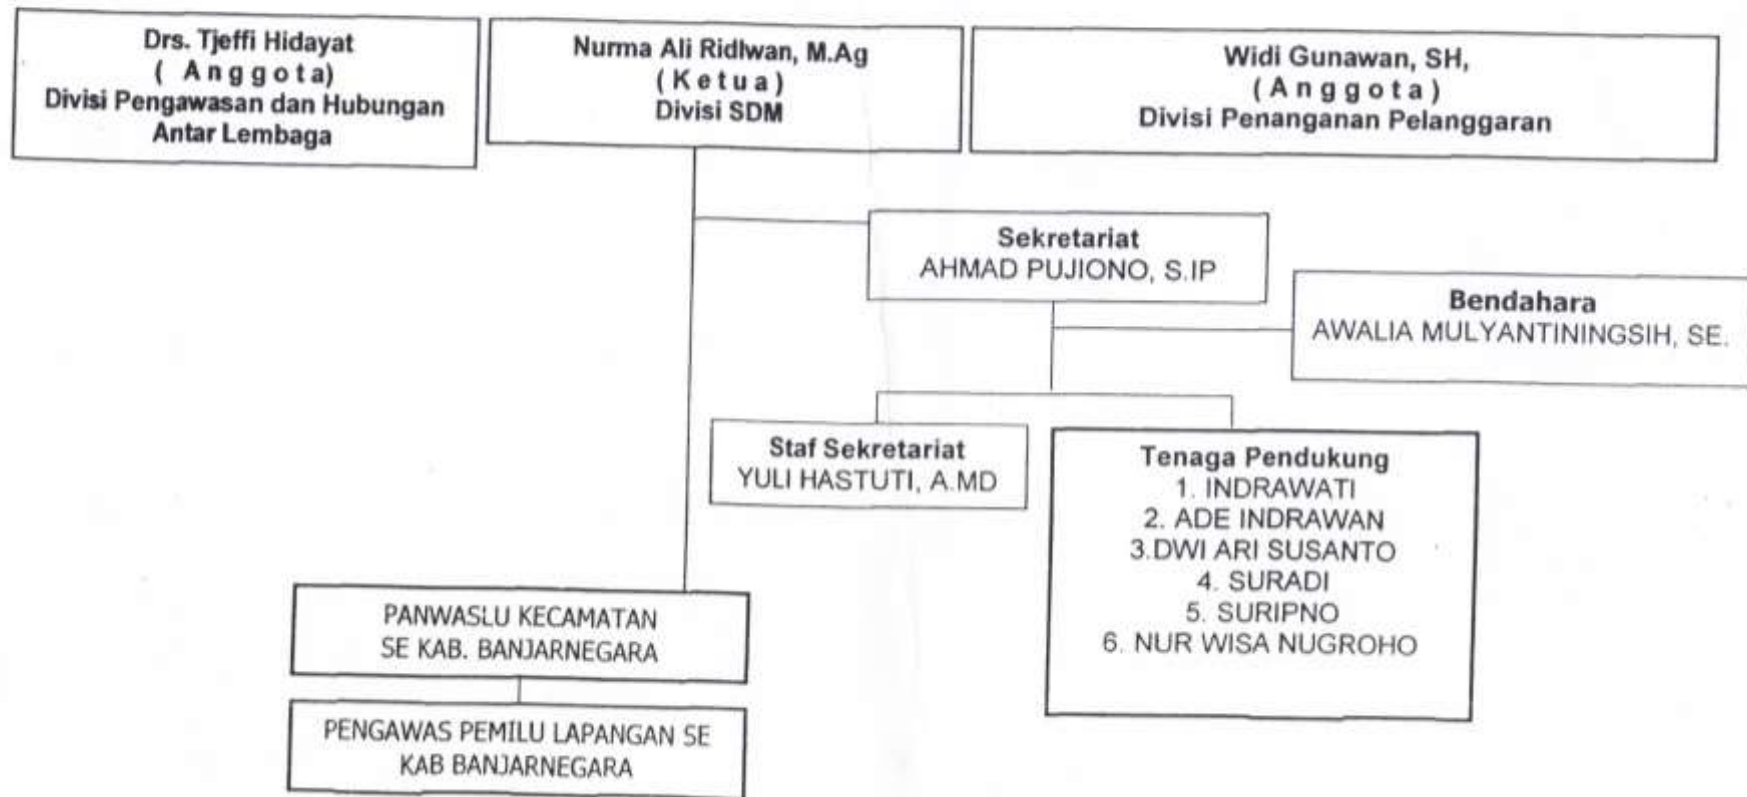 Drs. Tjeffi Hidayat
( Anggota)
Divisi Pengawasan dan Hubungan
Antar Lembaga
Nurma Ali Ridlwan, M.Ag
( Ketua )
Divisi SDM
Widi Gunawan, SH,
( Anggota )
Divisi Penanganan Pelanggaran
Sekretariat
AHMAD PUJIONO, S.IP
Bendahara
AWALIA MULYANTININGSIH, SE.
Staf Sekretariat
YULI HASTUTI, A.MD
Tenaga Pendukung
1. INDRAWATI
2. ADE INDRAWAN
3.DWI ARI SUSANTO
4. SURADI
5. SURIPNO
6. NUR WISA NUGROHO
PANWASLU KECAMATAN
SE KAB. BANJARNEGARA
PENGAWAS PEMILU LAPANGAN SE
KAB BANJARNEGARA